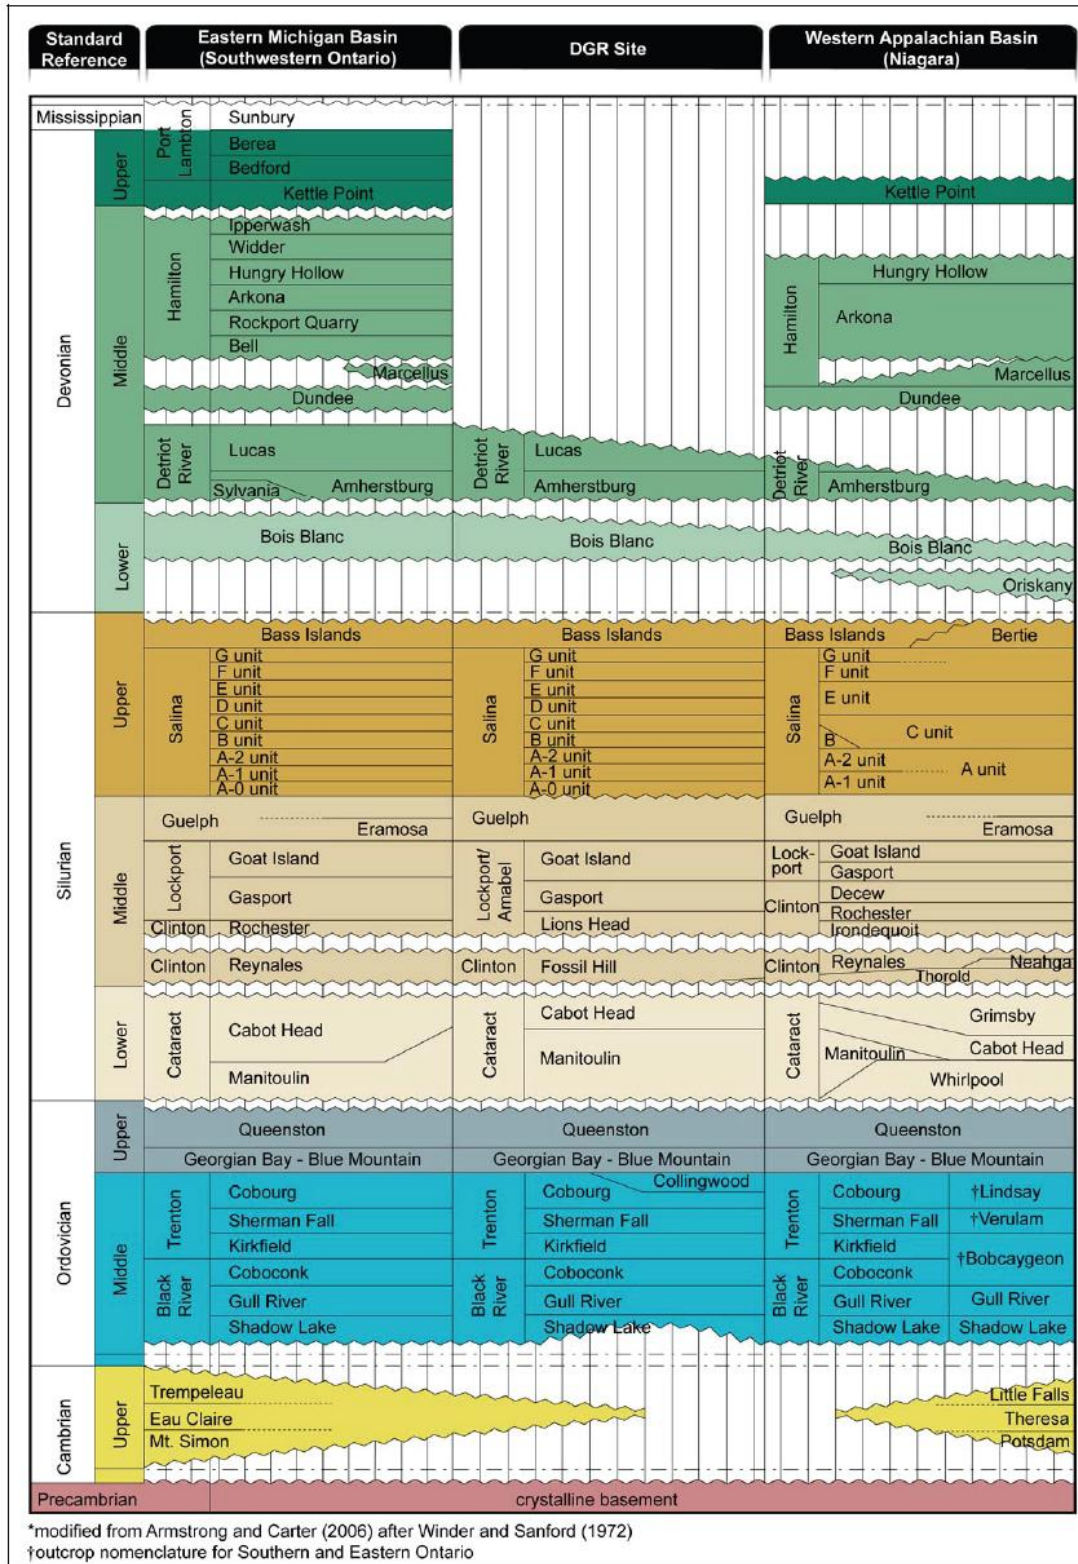 Standard Reference
Eastern Michigan Basin (Southwestern Ontario)
DGR Site
Western Appalachian Basin (Niagara)
Mississippian
Devonian
Upper
Middle
Lower
Silurian
Upper
Middle
Lower
Ordovician
Upper
Middle
Cambrian
Upper
Precambrian
Port Lambton
Sunbury
Berea
Bedford
Kettle Point
Hamilton
Ipperwash
Widder
Hungry Hollow
Arkona
Rockport Quarry
Bell
Marcellus
Dundee
Detriot River
Lucas
Sylvania
Amherstburg
Bois Blanc
Bass Islands
Salina
G unit
F unit
E unit
D unit
C unit
B unit
A-2 unit
A-1 unit
A-0 unit
Guelph
Eramosa
Lockport
Goat Island
Gasport
Clinton
Rochester
Clinton
Reynales
Cataract
Cabot Head
Manitoulin
Queenston
Georgian Bay - Blue Mountain
Trenton
Cobourg
Sherman Fall
Kirkfield
Black River
Coboconk
Gull River
Shadow Lake
Trempeleau
Eau Claire
Mt. Simon
Detriot River
Lucas
Amherstburg
Bois Blanc
Bass Islands
Salina
G unit
F unit
E unit
D unit
C unit
B unit
A-2 unit
A-1 unit
A-0 unit
Guelph
Lockport/ Amabel
Goat Island
Gasport
Lions Head
Clinton
Fossil Hill
Cataract
Cabot Head
Manitoulin
Queenston
Georgian Bay - Blue Mountain
Collingwood
Trenton
Cobourg
Sherman Fall
Kirkfield
Black River
Coboconk
Gull River
Shadow Lake
Kettle Point
Hamilton
Hungry Hollow
Arkona
Marcellus
Dundee
Detriot River
Amherstburg
Bois Blanc
Oriskany
Bass Islands
Bertie
Salina
G unit
F unit
E unit
C unit
B
A-2 unit
A unit
A-1 unit
Guelph
Eramosa
Lock-port
Goat Island
Gasport
Clinton
Decew
Rochester
Irondequoit
Clinton
Reynales
Neahga
Thorold
Cataract
Grimsby
Cabot Head
Manitoulin
Whirlpool
Queenston
Georgian Bay - Blue Mountain
Trenton
Cobourg
†Lindsay
Sherman Fall
†Verulam
Kirkfield
†Bobcaygeon
Black River
Coboconk
Gull River
Gull River
Shadow Lake
Shadow Lake
Little Falls
Theresa
Potsdam
crystalline basement
*modified from Armstrong and Carter (2006) after Winder and Sanford (1972)
†outcrop nomenclature for Southern and Eastern Ontario